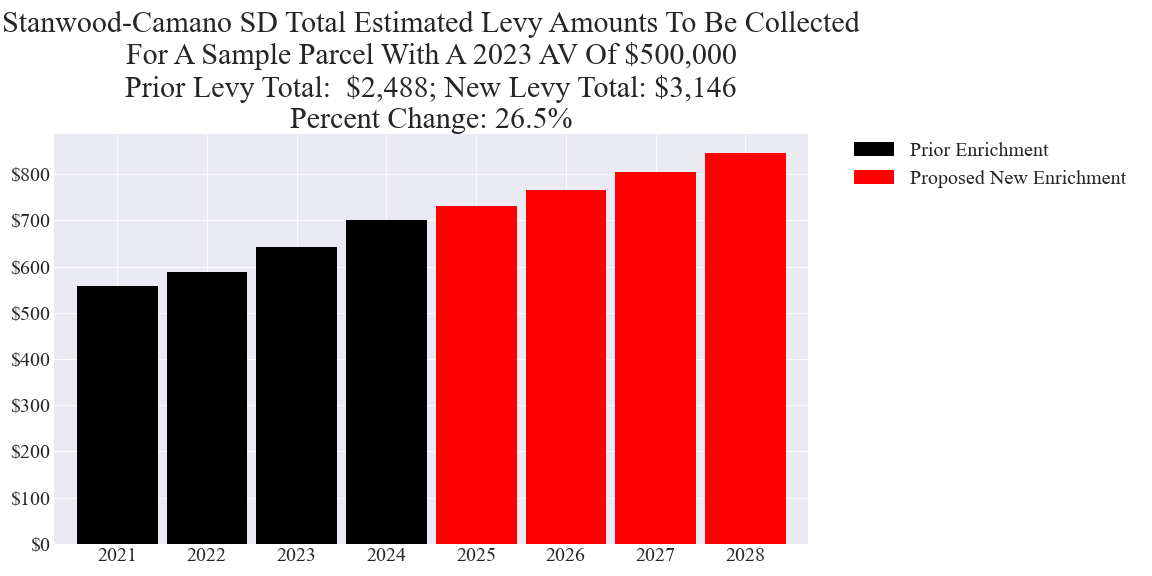 Stanwood-Camano SD Total Estimated Levy Amounts To Be Collected
For A Sample Parcel With A 2023 AV Of $500,000
Prior Levy Total:  $2,488; New Levy Total: $3,146
Percent Change: 26.5%
Prior Enrichment
Proposed New Enrichment
$800
$700
$600
$500
$400
$300
$200
$100
$0
2021 2022 2023 2024 2025 2026 2027 2028